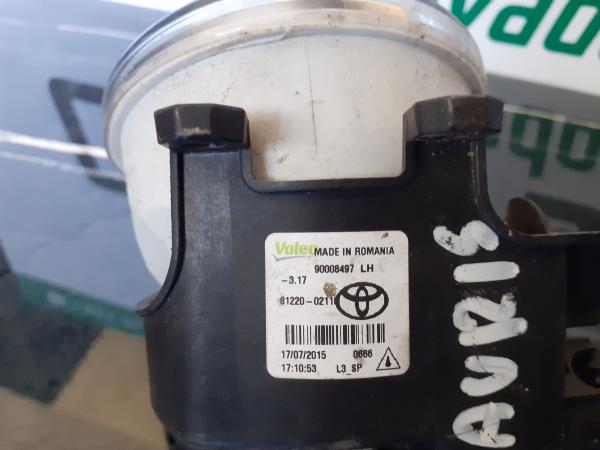 Valeo MADE IN ROMANIA
90008497 LH
-3.17
81220-0211
17/07/2015 0666
17:10:53 L3_SP
AURIS